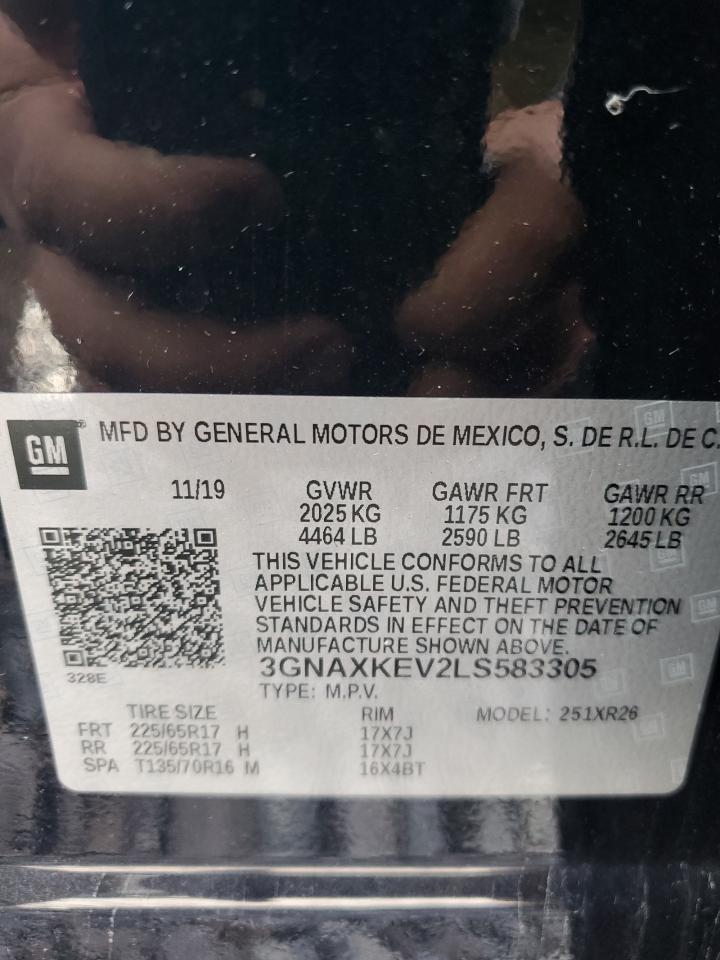 GM
MFD BY GENERAL MOTORS DE MEXICO, S. DE R.L. DE C.
11/19 GVWR GAWR FRT GAWR RR
2025 KG 1175 KG 1200 KG
4464 LB 2590 LB 2645 LB
THIS VEHICLE CONFORMS TO ALL
APPLICABLE U.S. FEDERAL MOTOR
VEHICLE SAFETY AND THEFT PREVENTION
STANDARDS IN EFFECT ON THE DATE OF
MANUFACTURE SHOWN ABOVE.
3GNAXKEV2LS583305
328E
TYPE: M.P.V.
TIRE SIZE RIM MODEL: 251XR26
FRT 225/65R17 H 17X7J
RR 225/65R17 H 17X7J
SPA T135/70R16 M 16X4BT